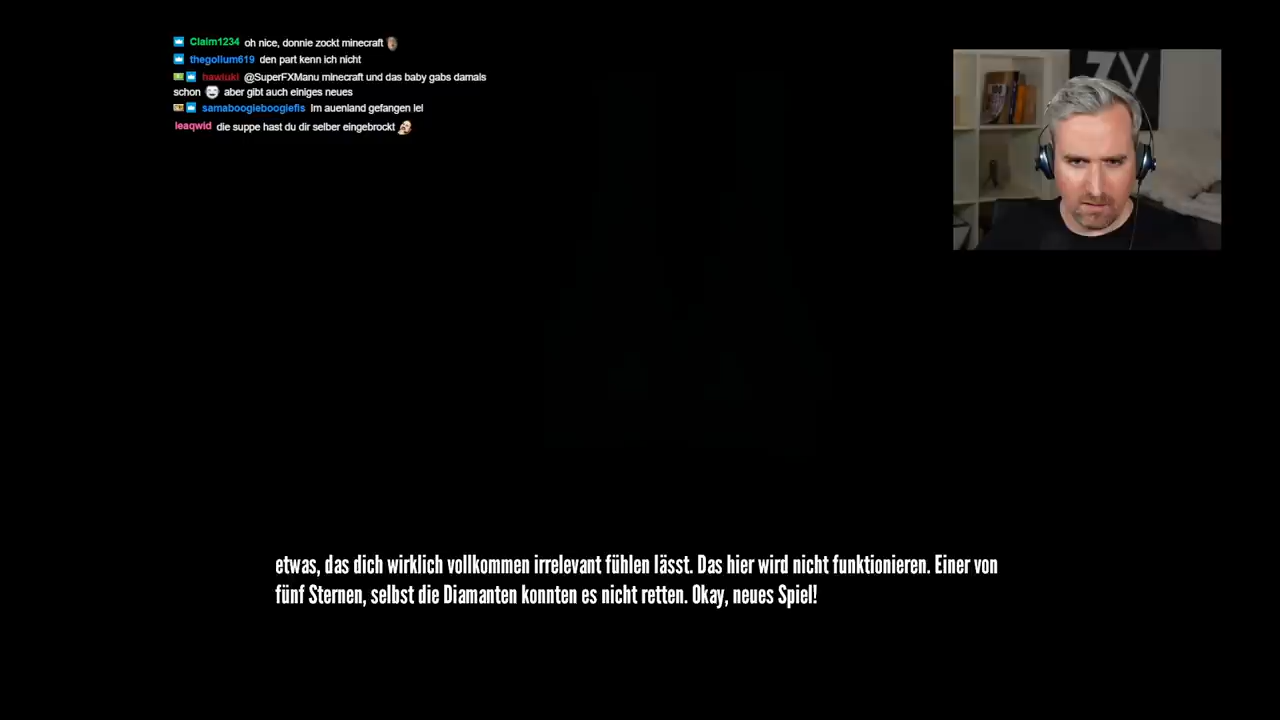 Claim1234 oh nice, donnie zockt minecraft
thegollum619 den part kenn ich nicht
hawiuki @SuperFXManu minecraft und das baby gabs damals
schon aber gibt auch einiges neues
samaboogieboogiefis Im auenland gefangen lel
leaqwid die suppe hast du dir selber eingebrockt
ZY
etwas, das dich wirklich vollkommen irrelevant fühlen lässt. Das hier wird nicht funktionieren. Einer von
fünf Sternen, selbst die Diamanten konnten es nicht retten. Okay, neues Spiel!